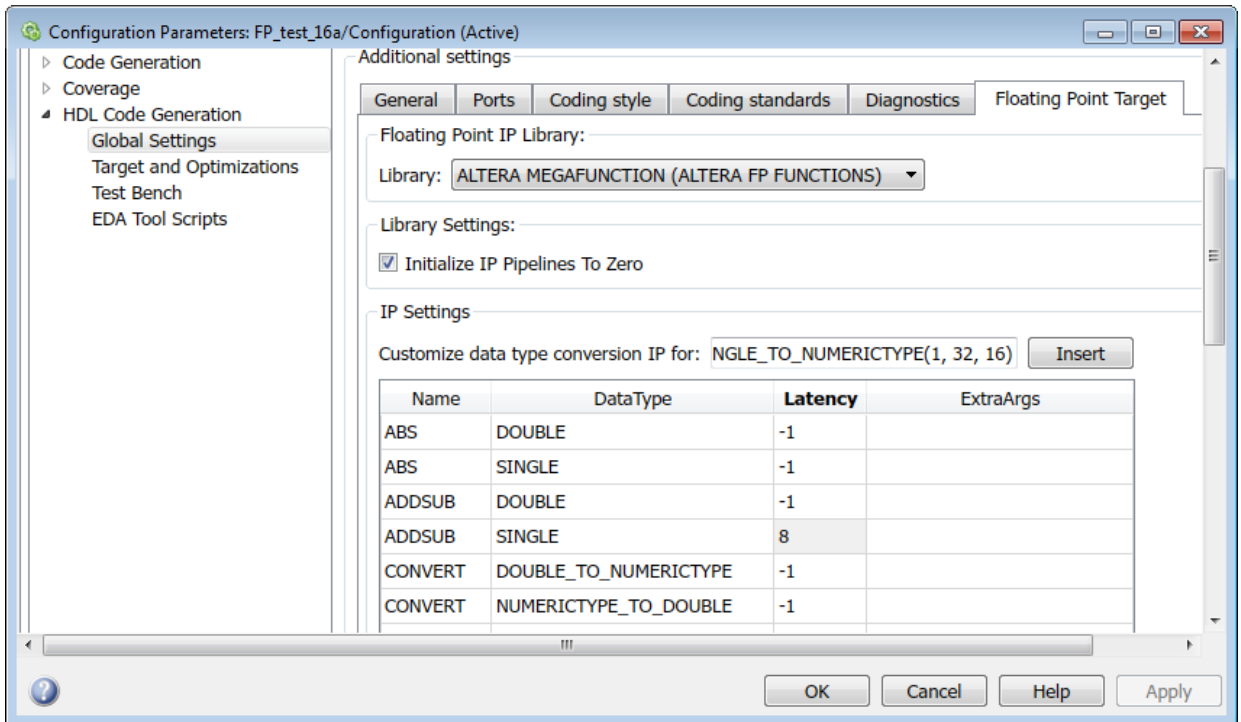 Configuration Parameters: FP_test_16a/Configuration (Active)
Code Generation
Coverage
HDL Code Generation
Global Settings
Target and Optimizations
Test Bench
EDA Tool Scripts
Additional settings
General Ports Coding style Coding standards Diagnostics Floating Point Target
Floating Point IP Library:
Library: ALTERA MEGAFUNCTION (ALTERA FP FUNCTIONS)
Library Settings:
Initialize IP Pipelines To Zero
IP Settings
Customize data type conversion IP for: NGLE_TO_NUMERICTYPE(1, 32, 16) Insert
Name DataType Latency ExtraArgs
ABS DOUBLE -1
ABS SINGLE -1
ADDSUB DOUBLE -1
ADDSUB SINGLE 8
CONVERT DOUBLE_TO_NUMERICTYPE -1
CONVERT NUMERICTYPE_TO_DOUBLE -1
? OK Cancel Help Apply